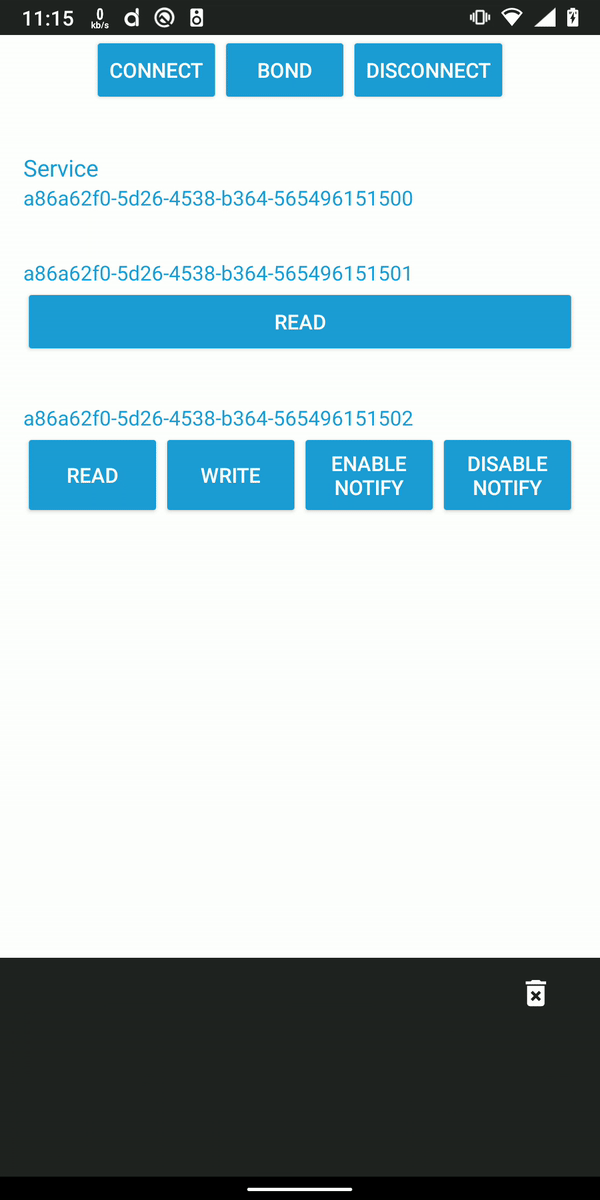 11:15 0 kb/s d
CONNECT BOND DISCONNECT
Service
a86a62f0-5d26-4538-b364-565496151500
a86a62f0-5d26-4538-b364-565496151501
READ
a86a62f0-5d26-4538-b364-565496151502
READ WRITE ENABLE NOTIFY DISABLE NOTIFY